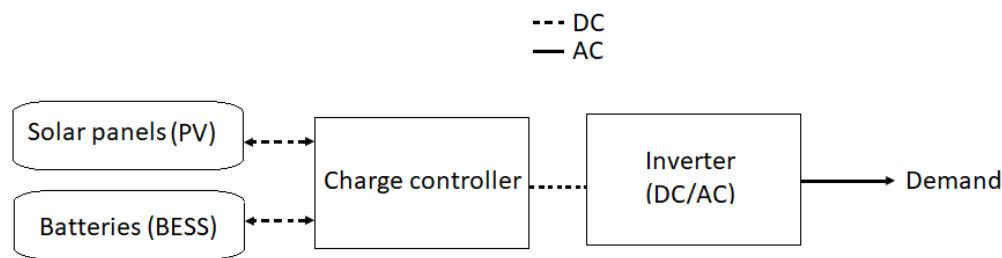 DC
AC
Solar panels (PV)
Charge controller
Inverter
(DC/AC)
Demand
Batteries (BESS)